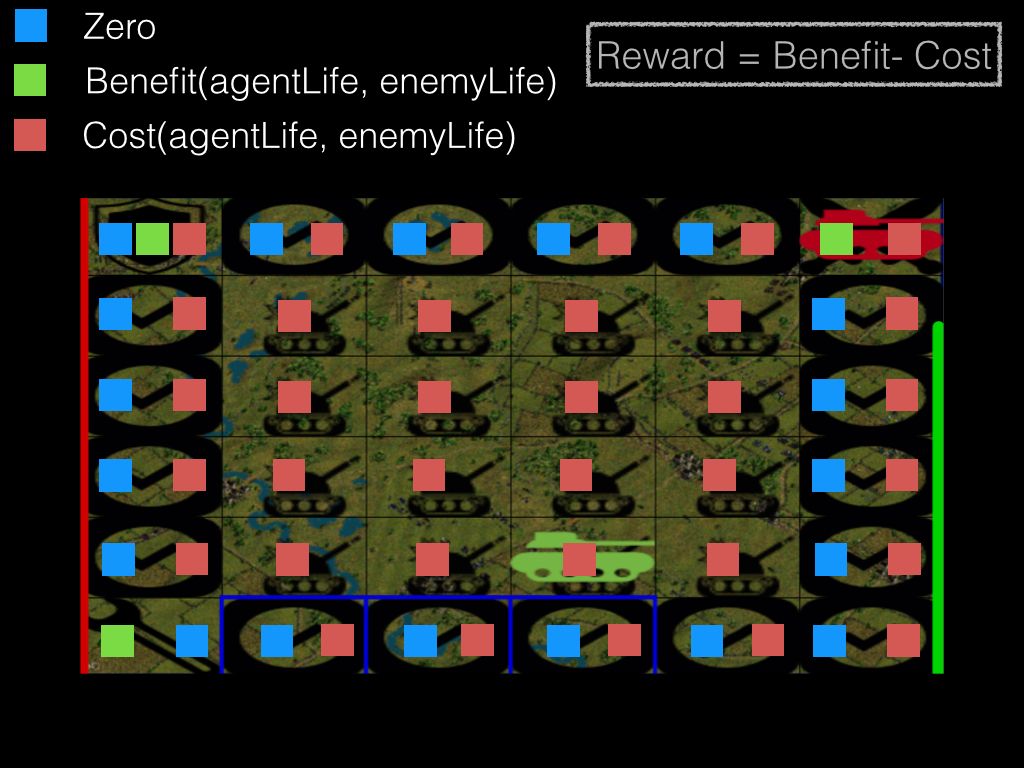 Zero
Reward = Benefit- Cost
Benefit(agentLife, enemyLife)
Cost(agentLife, enemyLife)